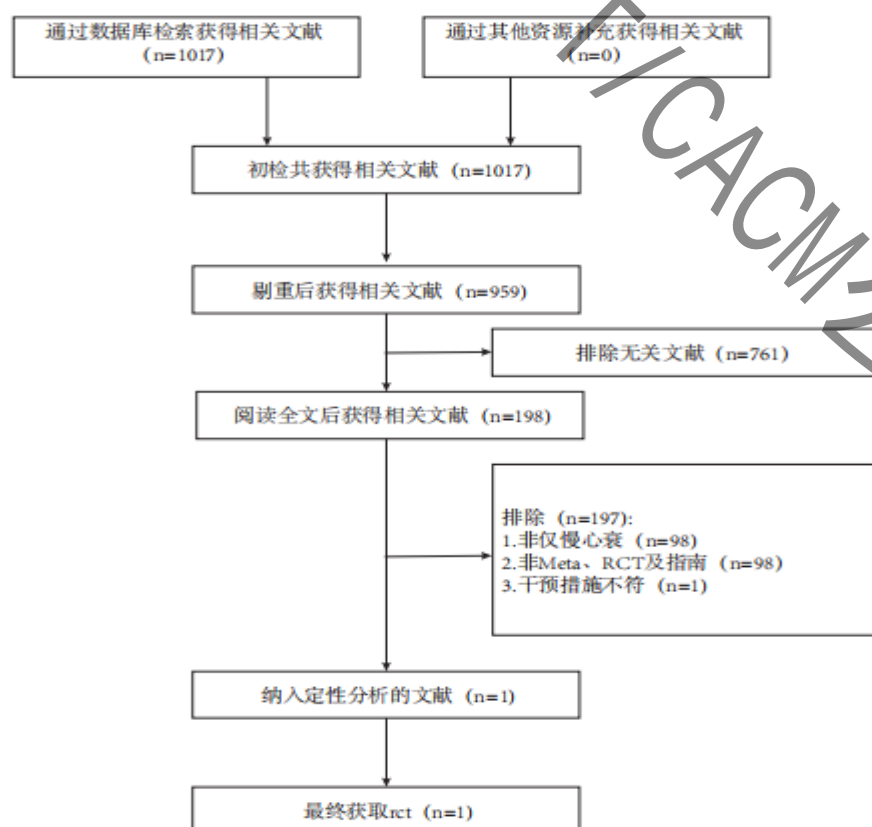 通过数据库检索获得相关文献
(n=1017)
通过其他资源补充获得相关文献
(n=0)
初检共获得相关文献 (n=1017)
剔重后获得相关文献 (n=959)
排除无关文献 (n=761)
阅读全文后获得相关文献 (n=198)
排除 (n=197):
1.非仅慢心衰 (n=98)
2.非Meta、RCT及指南 (n=98)
3.干预措施不符 (n=1)
纳入定性分析的文献 (n=1)
最终获取rct (n=1)
T/CACM2